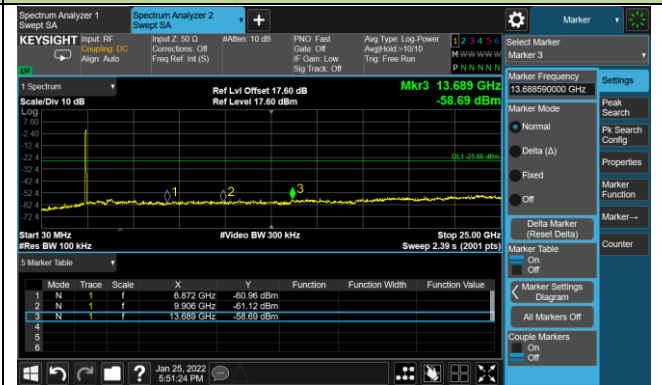 Spectrum Analyzer 1
Swept SA
Spectrum Analyzer 2
Swept SA
+
Marker
KEYSIGHT
Input: RF
Coupling: DC
Align: Auto
Input Z: 50 Ω
Corrections: Off
Freq Ref: Int (S)
#Atten: 10 dB
PNO: Fast
Gate: Off
IF Gain: Low
Sig Track: Off
Avg Type: Log-Power
Avg|Hold:>10/10
Trig: Free Run
1 2 3 4 5 6
M W W W W W
P N N N N N
LW
Select Marker
Marker 3
1 Spectrum
Scale/Div 10 dB
Log
Ref Lvl Offset 17.60 dB
Ref Level 17.60 dBm
Mkr3 13.689 GHz
-58.69 dBm
7.60
-2.40
-12.4
-22.4
-32.4
-42.4
-52.4
-62.4
-72.4
DL1 -25.66 dBm
1
2
3
Start 30 MHz
#Res BW 100 kHz
#Video BW 300 kHz
Stop 25.00 GHz
Sweep 2.39 s (2001 pts)
5 Marker Table
Mode Trace Scale X Y Function Function Width Function Value
1 N 1 f 6.872 GHz -60.96 dBm
2 N 1 f 9.906 GHz -61.12 dBm
3 N 1 f 13.689 GHz -58.69 dBm
4
5
6
Marker Frequency
13.688590000 GHz
Marker Mode
Normal
Delta (Δ)
Fixed
Off
Delta Marker
(Reset Delta)
Marker Table
On
Off
Marker Settings
Diagram
All Markers Off
Couple Markers
On
Off
Settings
Peak
Search
Pk Search
Config
Properties
Marker
Function
Marker→
Counter
?
Jan 25, 2022
5:51:24 PM